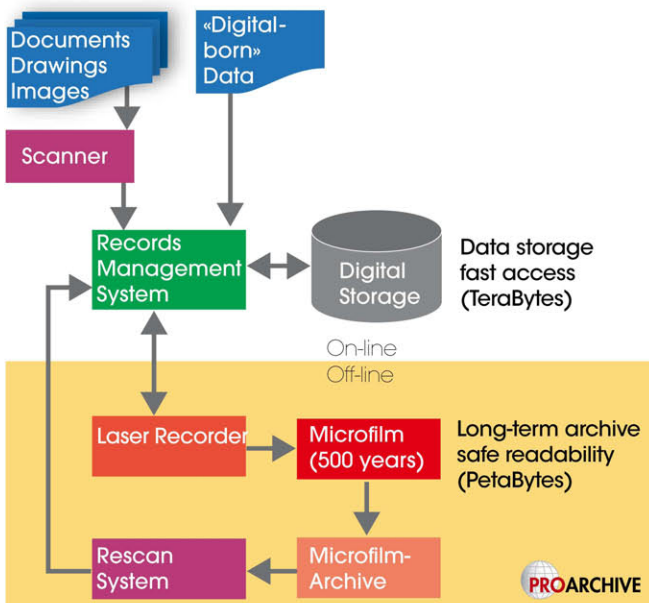 Documents
Drawings
Images
«Digital-
born»
Data
Scanner
Records
Management
System
Digital
Storage
Data storage
fast access
(TeraBytes)
On-line
Off-line
Laser Recorder
Microfilm
(500 years)
Long-term archive
safe readability
(PetaBytes)
Rescan
System
Microfilm-
Archive
PROARCHIVE